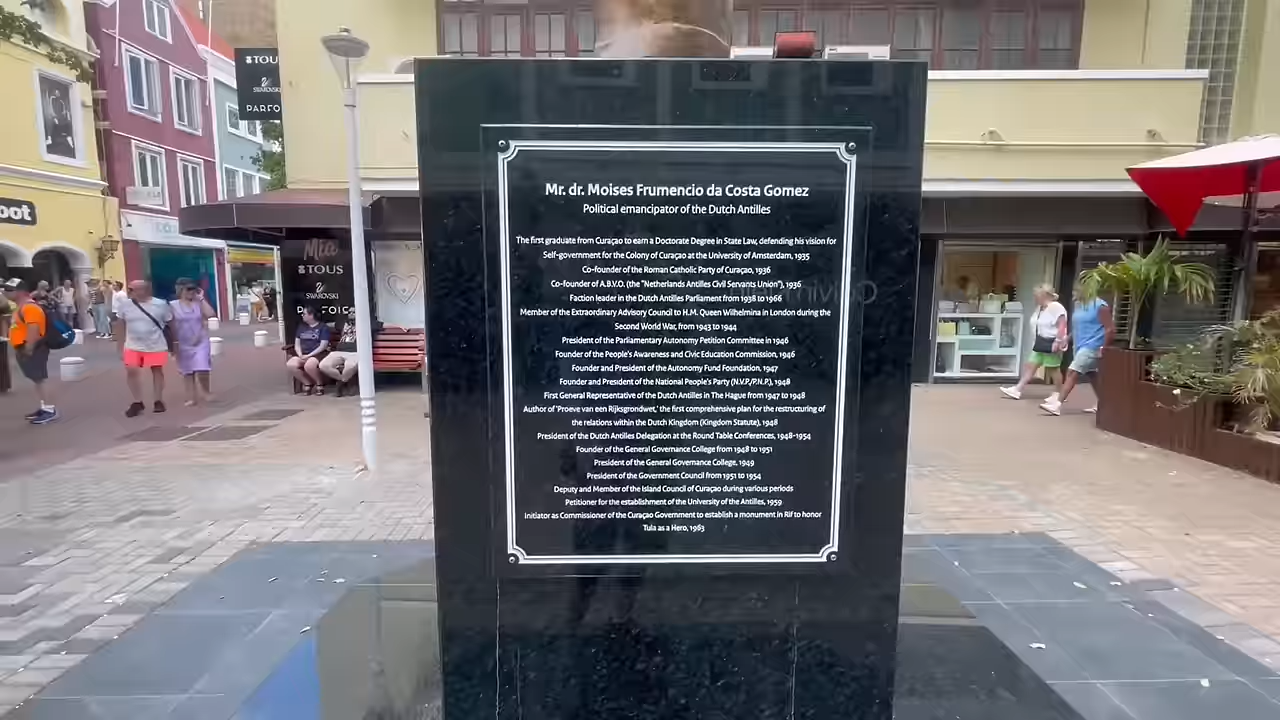 TOUS
SWAROVSKI
PARFO
oot
Mia
TOUS
SWAROVSKI
PARFOIS
Mr. dr. Moises Frumencio da Costa Gomez
Political emancipator of the Dutch Antilles
The first graduate from Curaçao to earn a Doctorate Degree in State Law, defending his vision for
Self-government for the Colony of Curaçao at the University of Amsterdam, 1935
Co-founder of the Roman Catholic Party of Curaçao, 1936
Co-founder of A.B.V.O. (the "Netherlands Antilles Civil Servants Union"), 1936
Faction leader in the Dutch Antilles Parliament from 1938 to 1966
Member of the Extraordinary Advisory Council to H.M. Queen Wilhelmina in London during the
Second World War, from 1943 to 1944
President of the Parliamentary Autonomy Petition Committee in 1946
Founder of the People's Awareness and Civic Education Commission, 1946
Founder and President of the Autonomy Fund Foundation, 1947
Founder and President of the National People's Party (N.V.P./P.N.P.), 1948
First General Representative of the Dutch Antilles in The Hague from 1947 to 1948
Author of 'Proeve van een Rijksgrondwet,' the first comprehensive plan for the restructuring of
the relations within the Dutch Kingdom (Kingdom Statute), 1948
President of the Dutch Antilles Delegation at the Round Table Conferences, 1948-1954
Founder of the General Governance College from 1948 to 1951
President of the General Governance College, 1949
President of the Government Council from 1951 to 1954
Deputy and Member of the Island Council of Curaçao during various periods
Petitioner for the establishment of the University of the Antilles, 1959
Initiator as Commissioner of the Curaçao Government to establish a monument in Rif to honor
Tula as a Hero, 1963